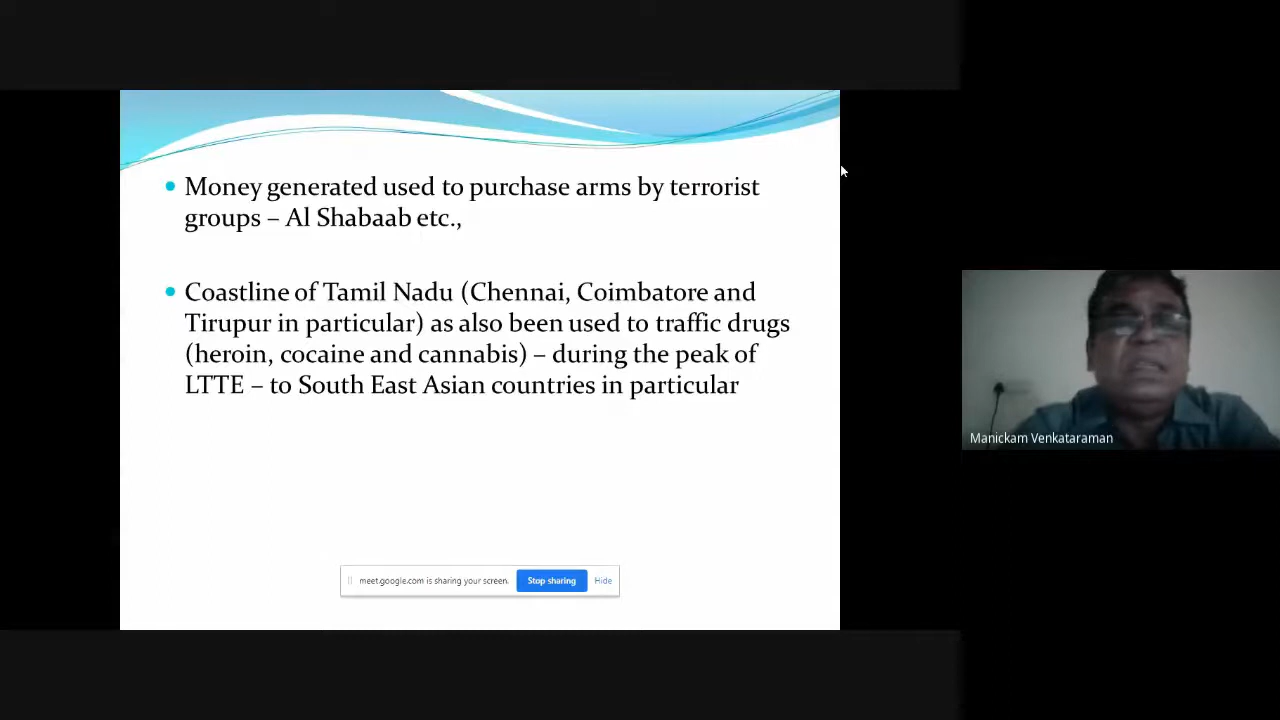 Money generated used to purchase arms by terrorist
groups – Al Shabaab etc.,
Coastline of Tamil Nadu (Chennai, Coimbatore and
Tirupur in particular) as also been used to traffic drugs
(heroin, cocaine and cannabis) – during the peak of
LTTE – to South East Asian countries in particular
meet.google.com is sharing your screen. Stop sharing Hide
Manickam Venkataraman